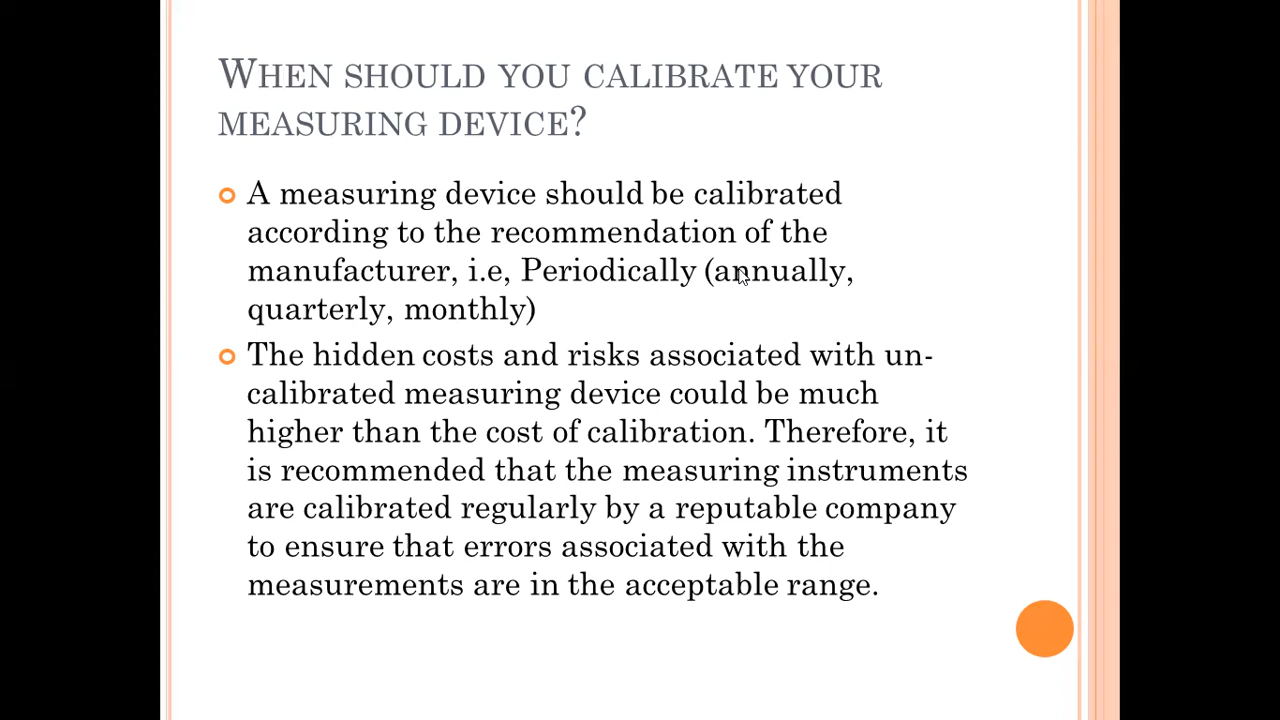 WHEN SHOULD YOU CALIBRATE YOUR
MEASURING DEVICE?
A measuring device should be calibrated
according to the recommendation of the
manufacturer, i.e, Periodically (annually,
quarterly, monthly)
The hidden costs and risks associated with un-
calibrated measuring device could be much
higher than the cost of calibration. Therefore, it
is recommended that the measuring instruments
are calibrated regularly by a reputable company
to ensure that errors associated with the
measurements are in the acceptable range.